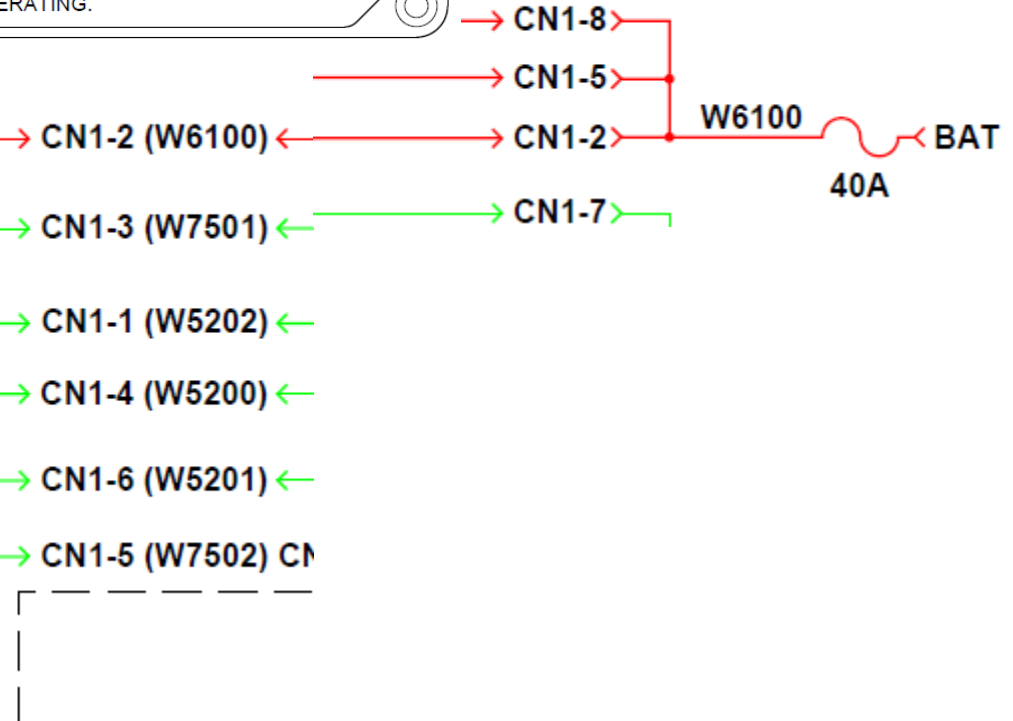 ERATING.
CN1-8
CN1-5
W6100
CN1-2 (W6100)
CN1-2
BAT
40A
CN1-7
CN1-3 (W7501)
CN1-1 (W5202)
CN1-4 (W5200)
CN1-6 (W5201)
CN1-5 (W7502)